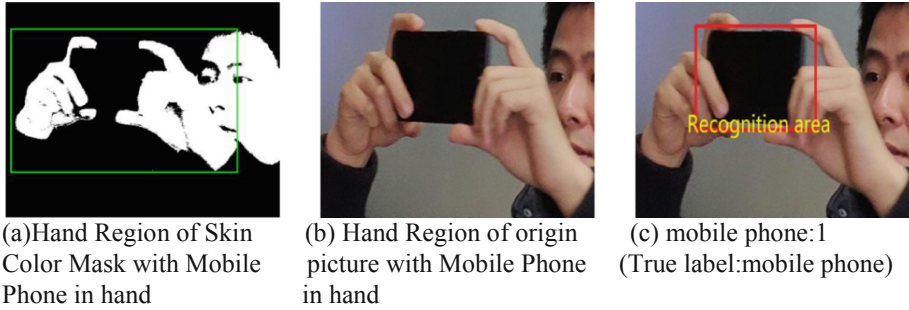 Recognition area
(a)Hand Region of Skin
Color Mask with Mobile
Phone in hand
(b) Hand Region of origin
picture with Mobile Phone
in hand
(c) mobile phone:1
(True label:mobile phone)